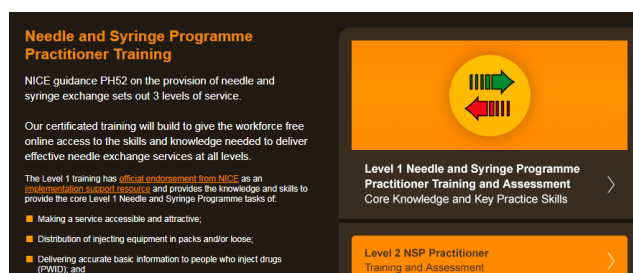 Needle and Syringe Programme
Practitioner Training
NICE guidance PH52 on the provision of needle and
syringe exchange sets out 3 levels of service.
Our certificated training will build to give the workforce free
online access to the skills and knowledge needed to deliver
effective needle exchange services at all levels.
The Level 1 training has official endorsement from NICE as an
implementation support resource and provides the knowledge and skills to
provide the core Level 1 Needle and Syringe Programme tasks of:
Making a service accessible and attractive;
Distribution of injecting equipment in packs and/or loose;
Delivering accurate basic information to people who inject drugs
(PWID); and
Level 1 Needle and Syringe Programme
Practitioner Training and Assessment
Core Knowledge and Key Practice Skills
Level 2 NSP Practitioner
Training and Assessment